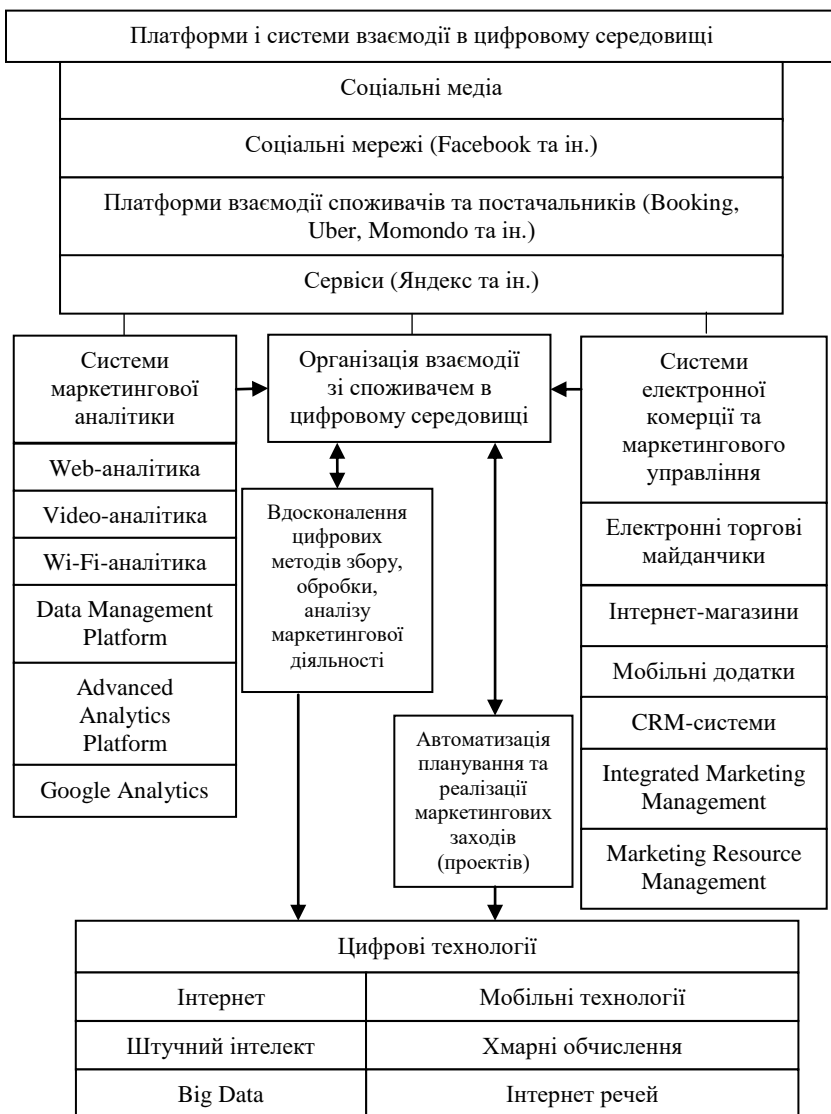 Платформи і системи взаємодії в цифровому середовищі
Соціальні медіа
Соціальні мережі (Facebook та ін.)
Платформи взаємодії споживачів та постачальників (Booking,
Uber, Momondo та ін.)
Сервіси (Яндекс та ін.)
Системи
маркетингової
аналітики
Web-аналітика
Video-аналітика
Wi-Fi-аналітика
Data Management
Platform
Advanced
Analytics
Platform
Google Analytics
Організація взаємодії
зі споживачем в
цифровому середовищі
Вдосконалення
цифрових
методів збору,
обробки,
аналізу
маркетингової
діяльності
Автоматизація
планування та
реалізації
маркетингових
заходів
(проектів)
Системи
електронної
комерції та
маркетингового
управління
Електронні торгові
майданчики
Інтернет-магазини
Мобільні додатки
CRM-системи
Integrated Marketing
Management
Marketing Resource
Management
Цифрові технології
Інтернет
Мобільні технології
Штучний інтелект
Хмарні обчислення
Big Data
Інтернет речей